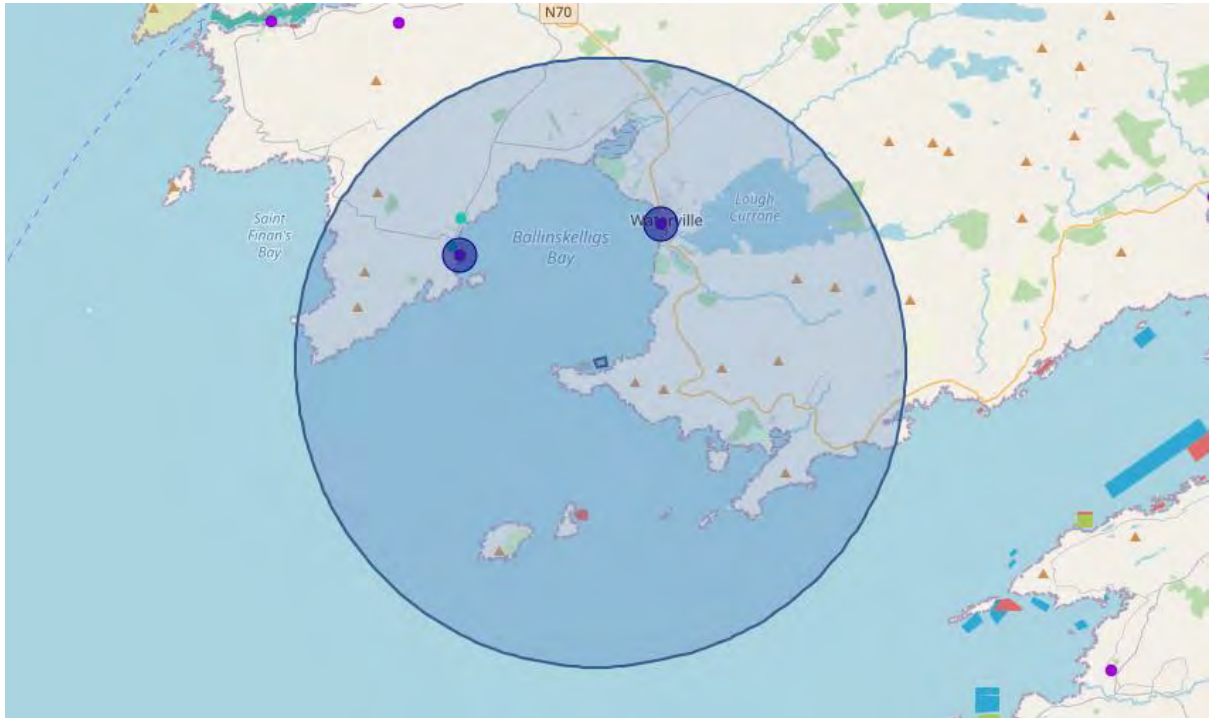 N70
Saint
Finan's
Bay
Ballinskelligs
Bay
Waterville
Lough
Currane